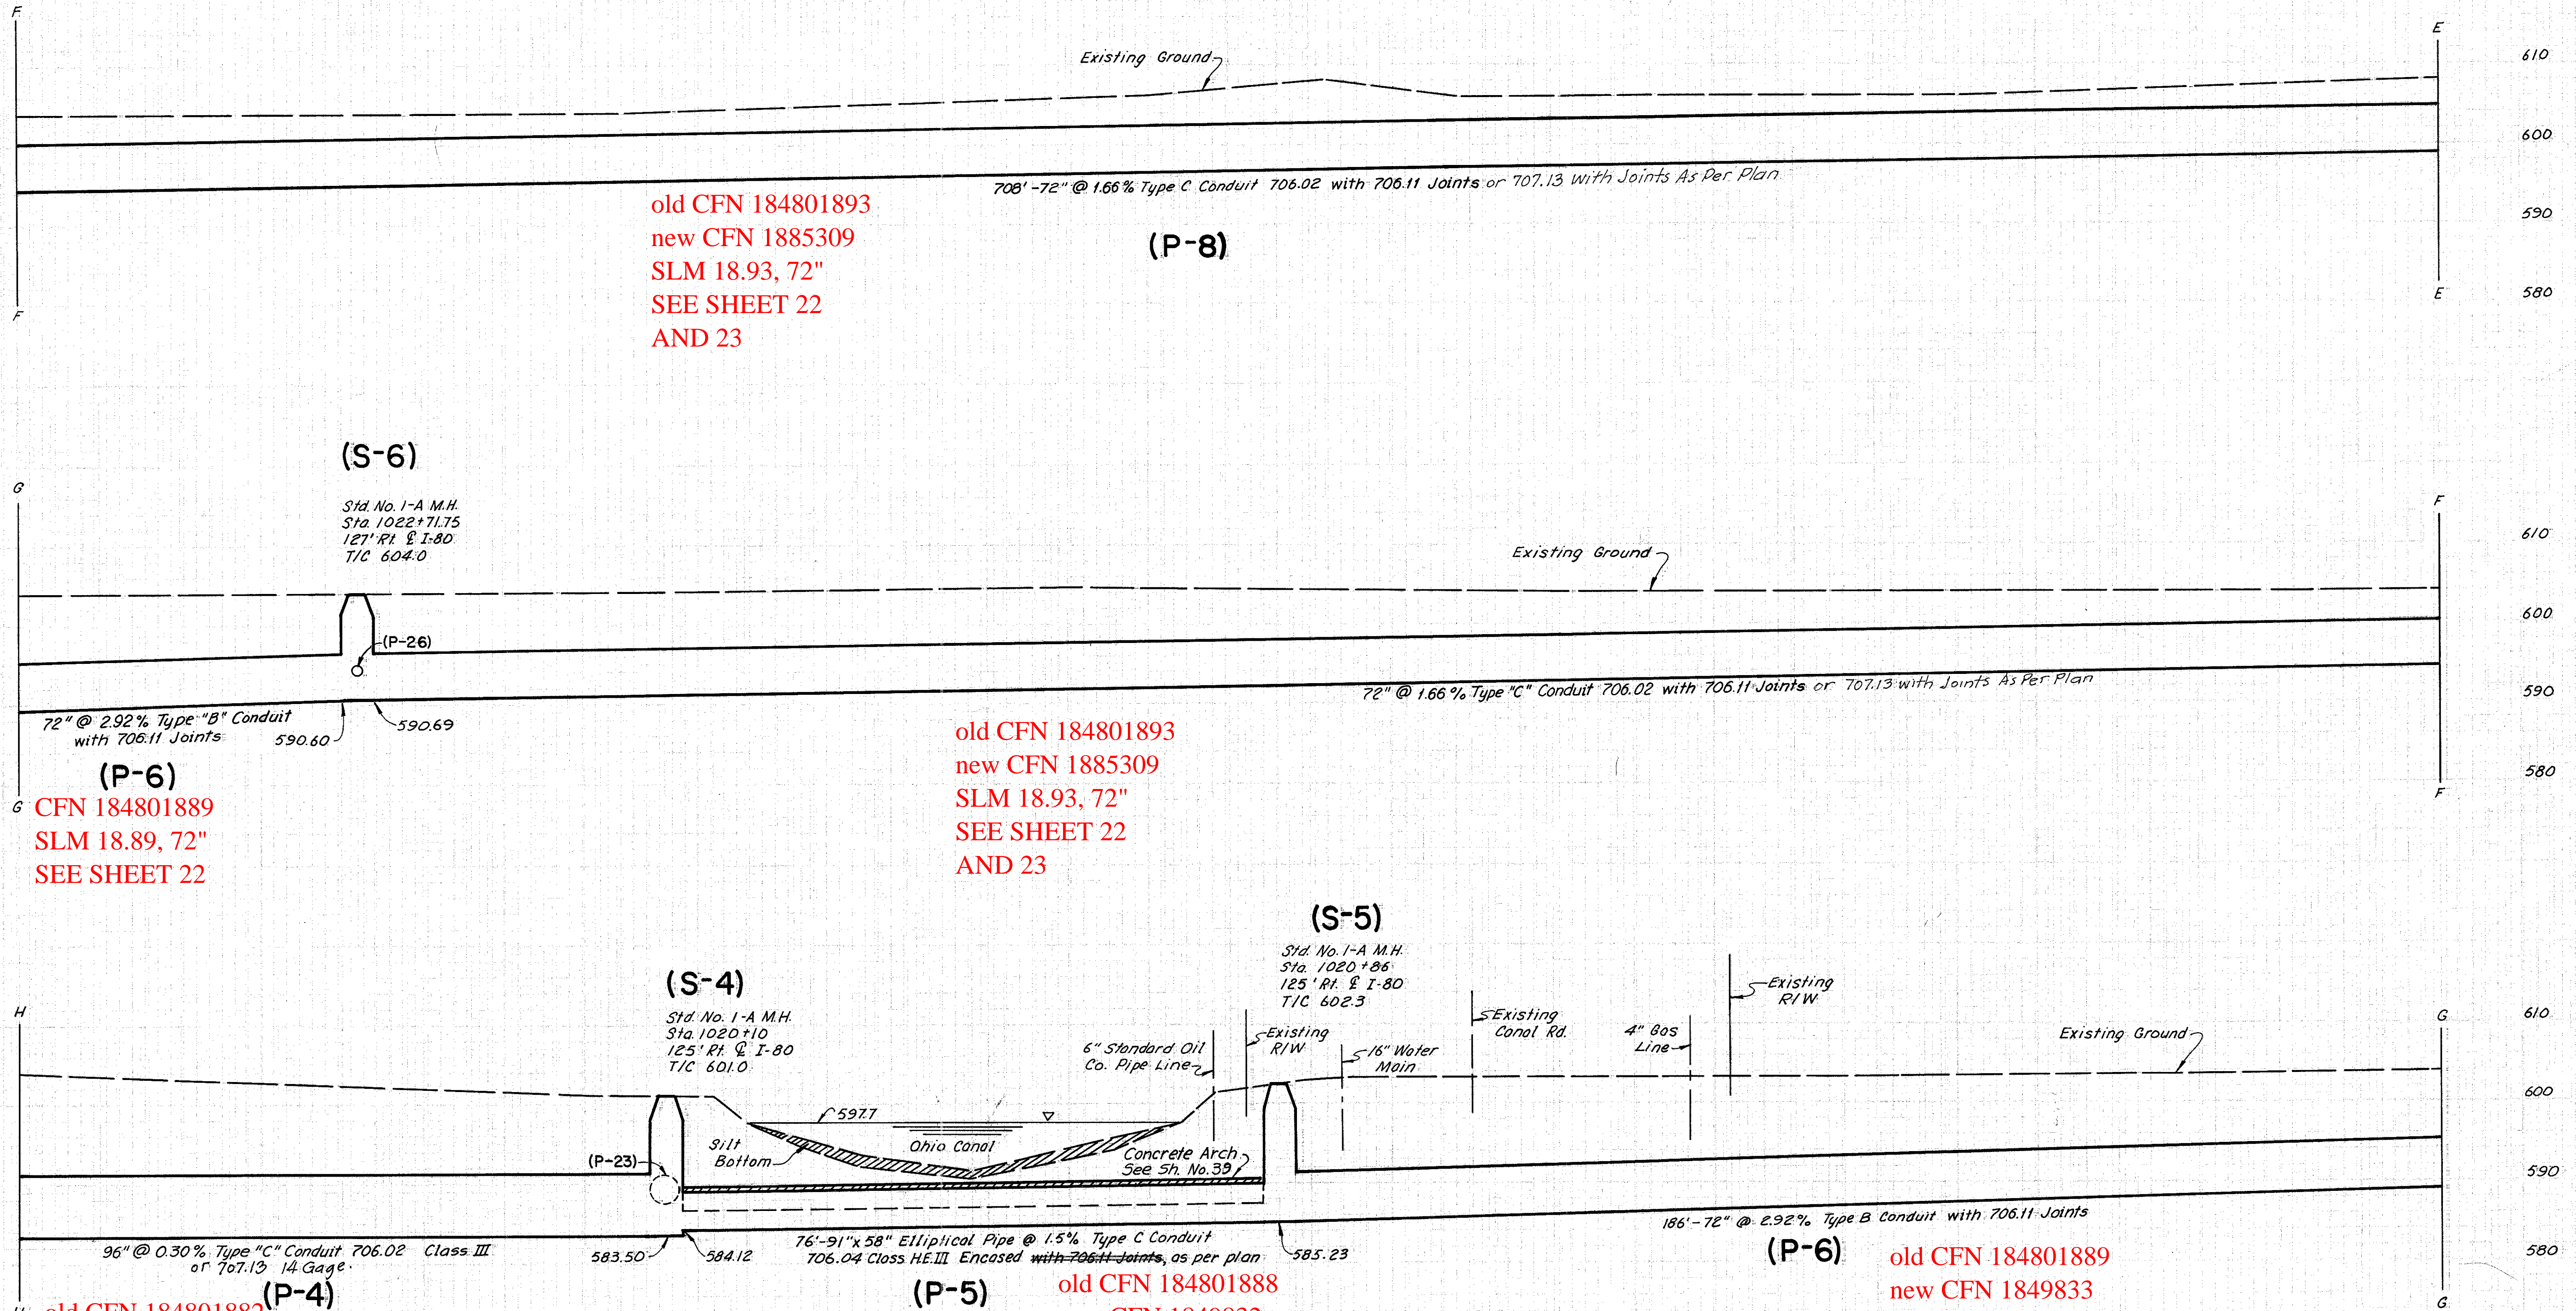 F
E
Existing Ground
610
600
708' -72" @ 1.66% Type C Conduit 706.02 with 706.11 Joints or 707.13 With Joints As Per Plan
590
old CFN 184801893
new CFN 1885309
SLM 18.93, 72"
SEE SHEET 22
AND 23
(P-8)
580
F
E
(S-6)
G
F
Std. No. 1-A M.H.
Sta. 1022+71.75
127' Rt. ℄ I-80
T/C 604.0
610
Existing Ground
600
(P-26)
72" @ 1.66% Type "C" Conduit 706.02 with 706.11 Joints or 707.13 with Joints As Per Plan
590
72" @ 2.92% Type "B" Conduit
with 706.11 Joints
590.60
590.69
old CFN 184801893
new CFN 1885309
SLM 18.93, 72"
SEE SHEET 22
AND 23
580
(P-6)
G
F
CFN 184801889
SLM 18.89, 72"
SEE SHEET 22
(S-5)
Std. No. 1-A M.H.
Sta. 1020+86
125' Rt. ℄ I-80
T/C 602.3
(S-4)
Std. No. 1-A M.H.
Sta. 1020+10
125' Rt. ℄ I-80
T/C 601.0
H
G
610
6" Standard Oil
Co. Pipe Line
Existing
R/W
16" Water
Main
Existing
Canal Rd.
4" Gas
Line
Existing
R/W
Existing Ground
600
597.7
Silt
Bottom
Ohio Canal
Concrete Arch
See Sh. No. 39
(P-23)
590
96" @ 0.30% Type "C" Conduit 706.02 Class III
or 707.13 14 Gage
583.50
584.12
76'-91"x 58" Elliptical Pipe @ 1.5% Type C Conduit
706.04 Class H.E. III Encased with 706.11 Joints, as per plan
585.23
186'-72" @ 2.92% Type B Conduit with 706.11 Joints
580
(P-4)
(P-5)
(P-6)
old CFN 184801889
new CFN 1849833
old CFN 184801888
old CFN 184801882
G